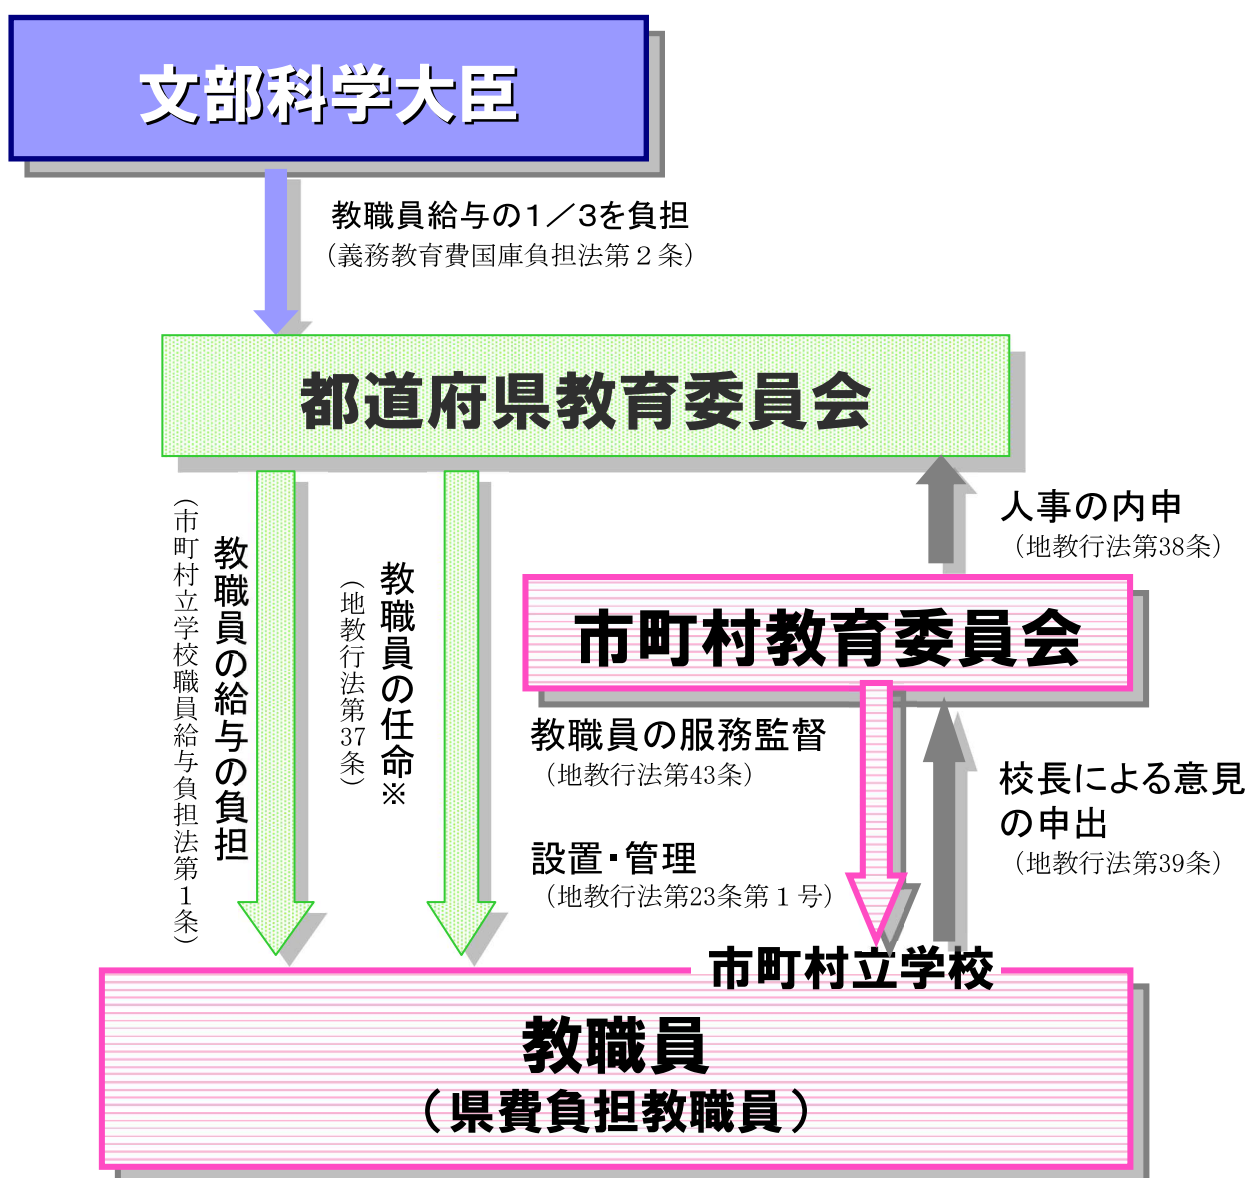 文部科学大臣
教職員給与の１／３を負担
（義務教育費国庫負担法第２条）
都道府県教育委員会
教職員の給与の負担
（市町村立学校職員給与負担法第１条）
教職員の任命※
（地教行法第37条）
人事の内申
（地教行法第38条）
市町村教育委員会
教職員の服務監督
（地教行法第43条）
設置・管理
（地教行法第23条第１号）
校長による意見
の申出
（地教行法第39条）
市町村立学校
教職員
（県費負担教職員）